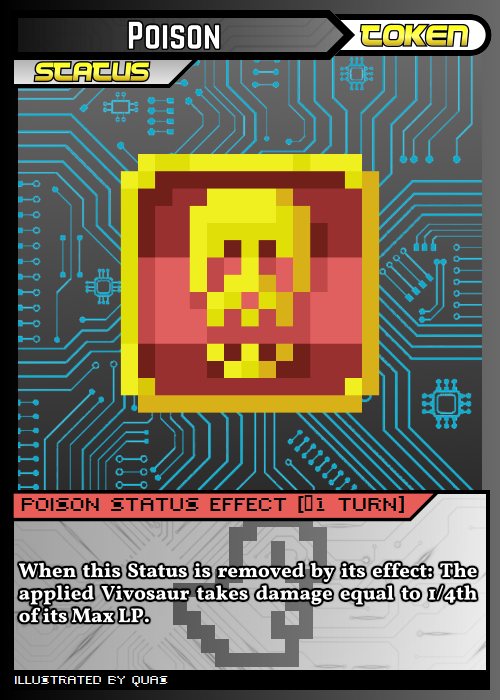 Poison
TOKEN
STATUS
POISON STATUS EFFECT [▯1 TURN]
When this Status is removed by its effect: The
applied Vivosaur takes damage equal to 1/4th
of its Max LP.
ILLUSTRATED BY QUAS